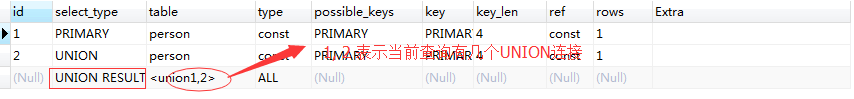 id select_type table type possible_keys key key_len ref rows Extra
1 PRIMARY person const PRIMARY PRIMAR 4 const 1
2 UNION person const PRIMARY PRIMAR 4 const 1
(Null) UNION RESULT <union1,2> ALL (Null) (Null) (Null) (Null) (Null)
1、2 表示当前查询有几个UNION连接